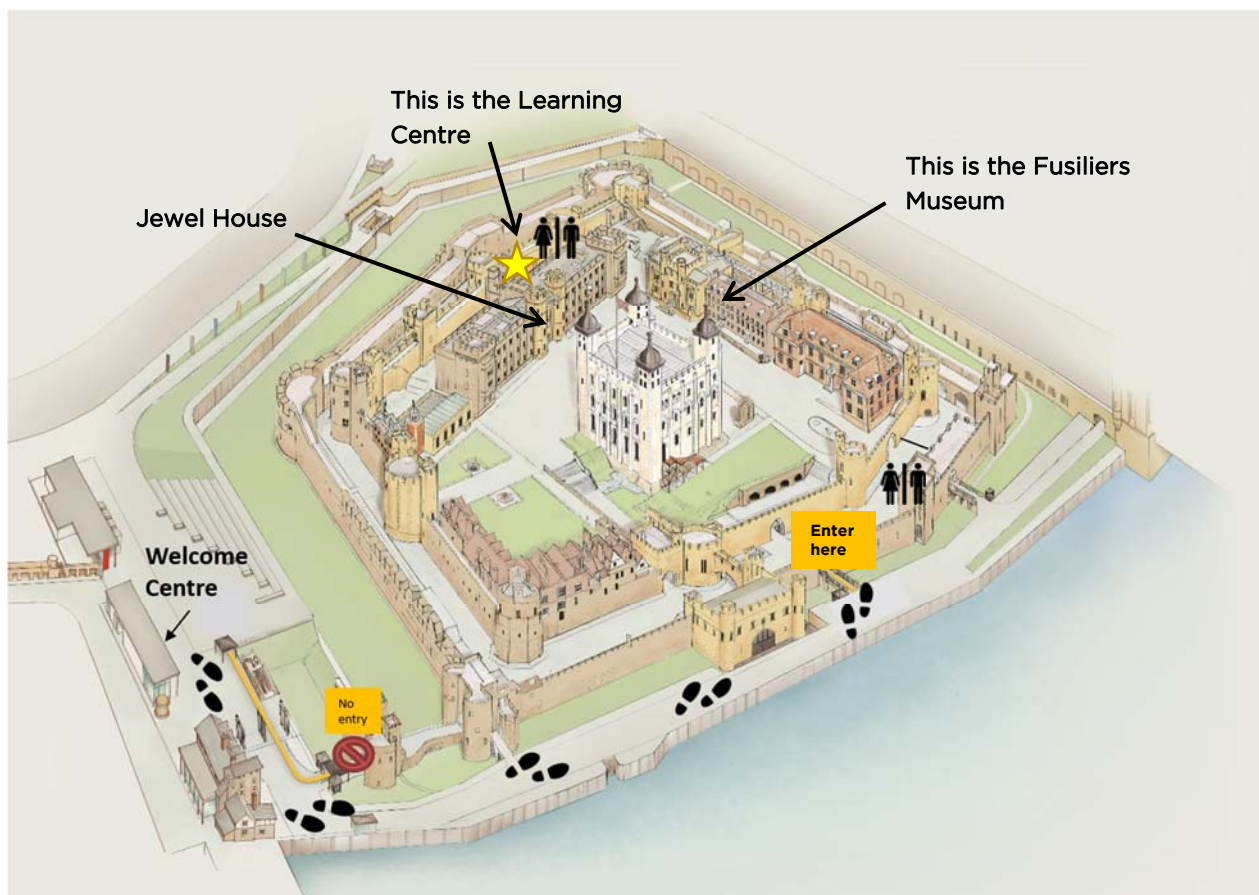 This is the Learning
Centre
This is the Fusiliers
Museum
Jewel House
Enter
here
Welcome
Centre
No
entry